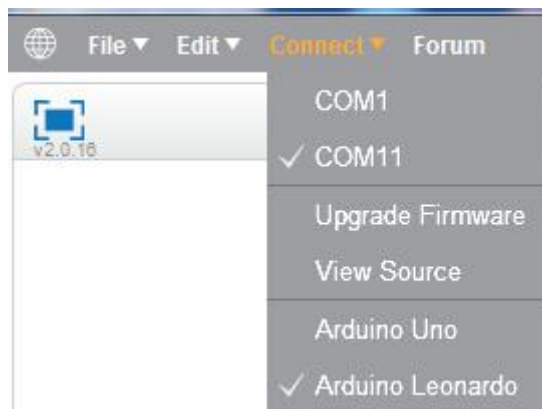 File Edit Connect Forum
v2.0.16
COM1
COM11
Upgrade Firmware
View Source
Arduino Uno
Arduino Leonardo